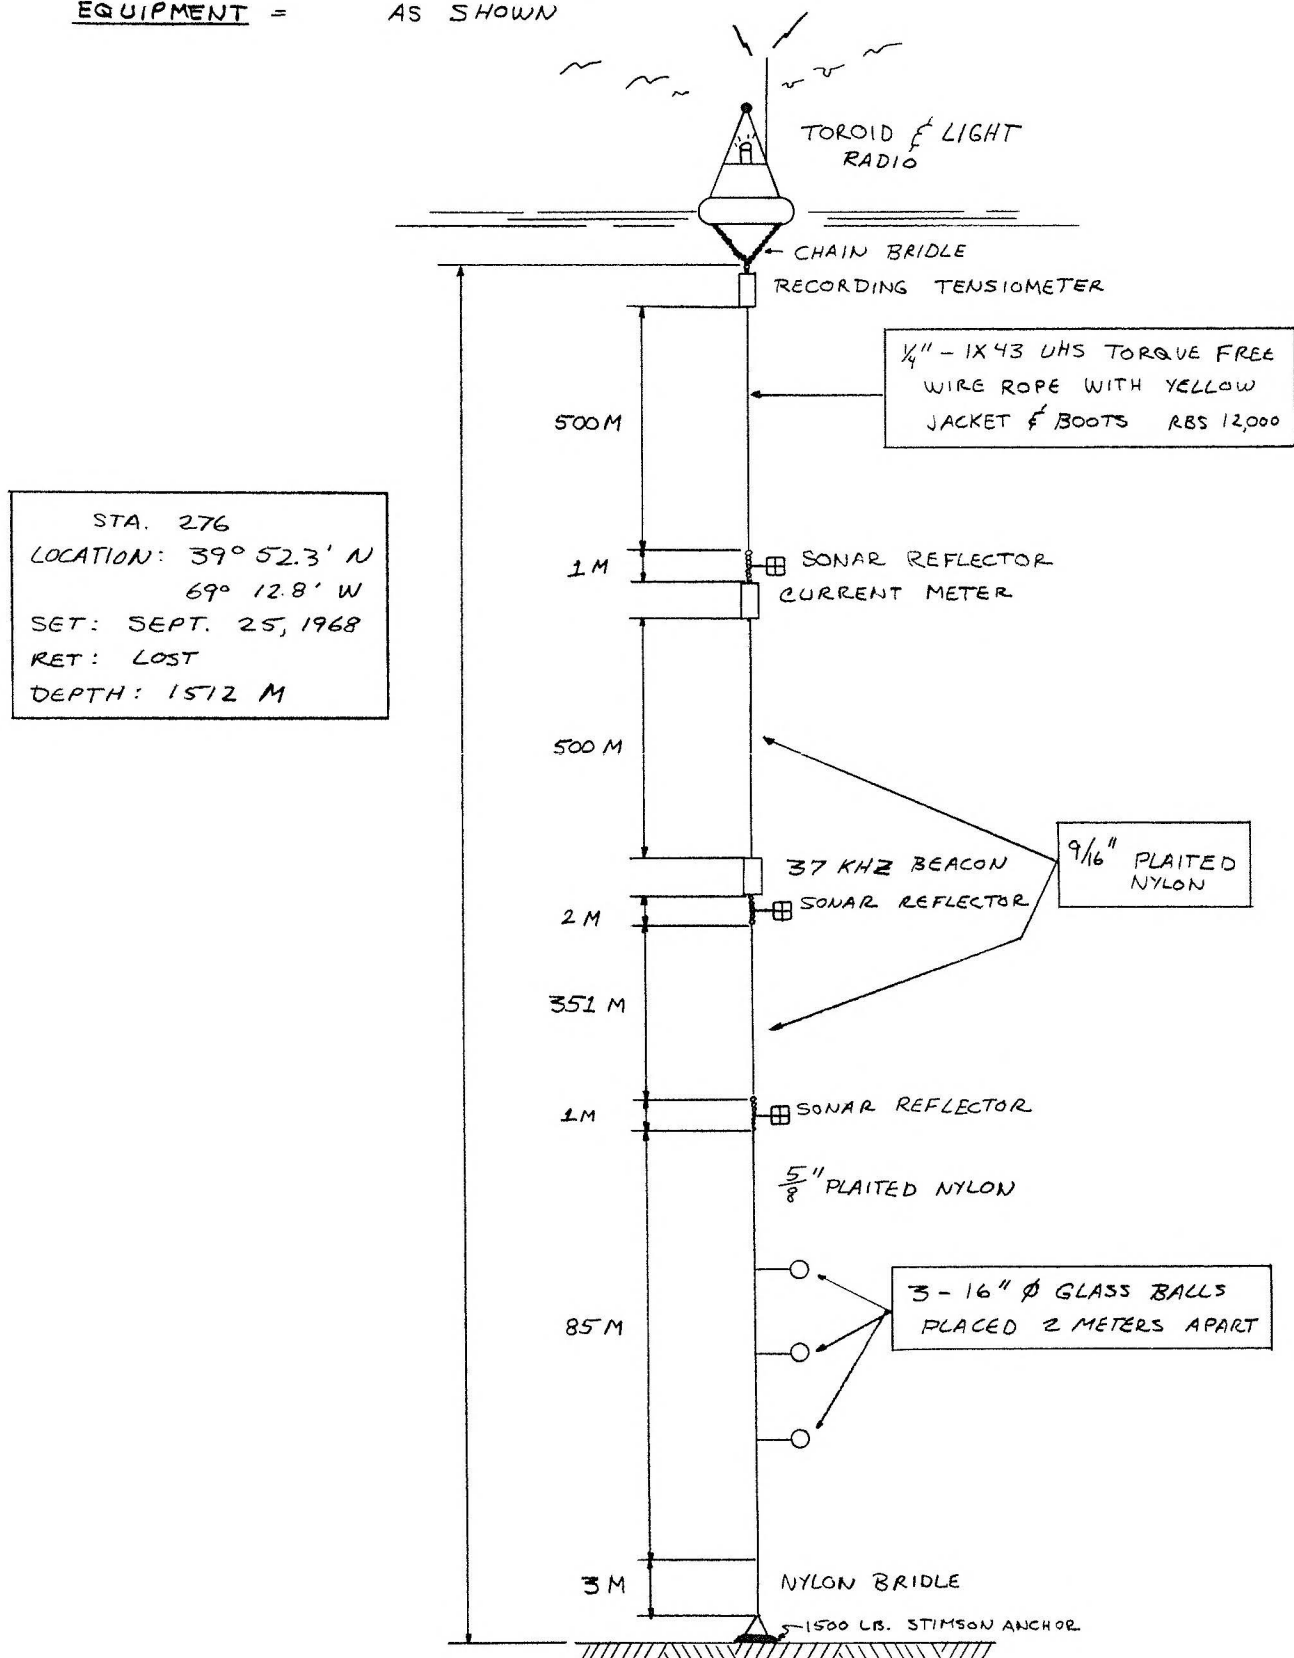 EQUIPMENT = AS SHOWN
TOROID & LIGHT
RADIO
CHAIN BRIDLE
RECORDING TENSIOMETER
1/4" - 1X43 UHS TORQUE FREE
WIRE ROPE WITH YELLOW
JACKET & BOOTS RBS 12,000
500M
STA. 276
LOCATION: 39° 52.3' N
69° 12.8' W
SET: SEPT. 25, 1968
RET: LOST
DEPTH: 1512 M
1M
SONAR REFLECTOR
CURRENT METER
500 M
9/16" PLAITED
NYLON
37 KHZ BEACON
2 M
SONAR REFLECTOR
351 M
1M
SONAR REFLECTOR
5/8" PLAITED NYLON
3 - 16" Ø GLASS BALLS
PLACED 2 METERS APART
85 M
3 M
NYLON BRIDLE
1500 LB. STIMSON ANCHOR